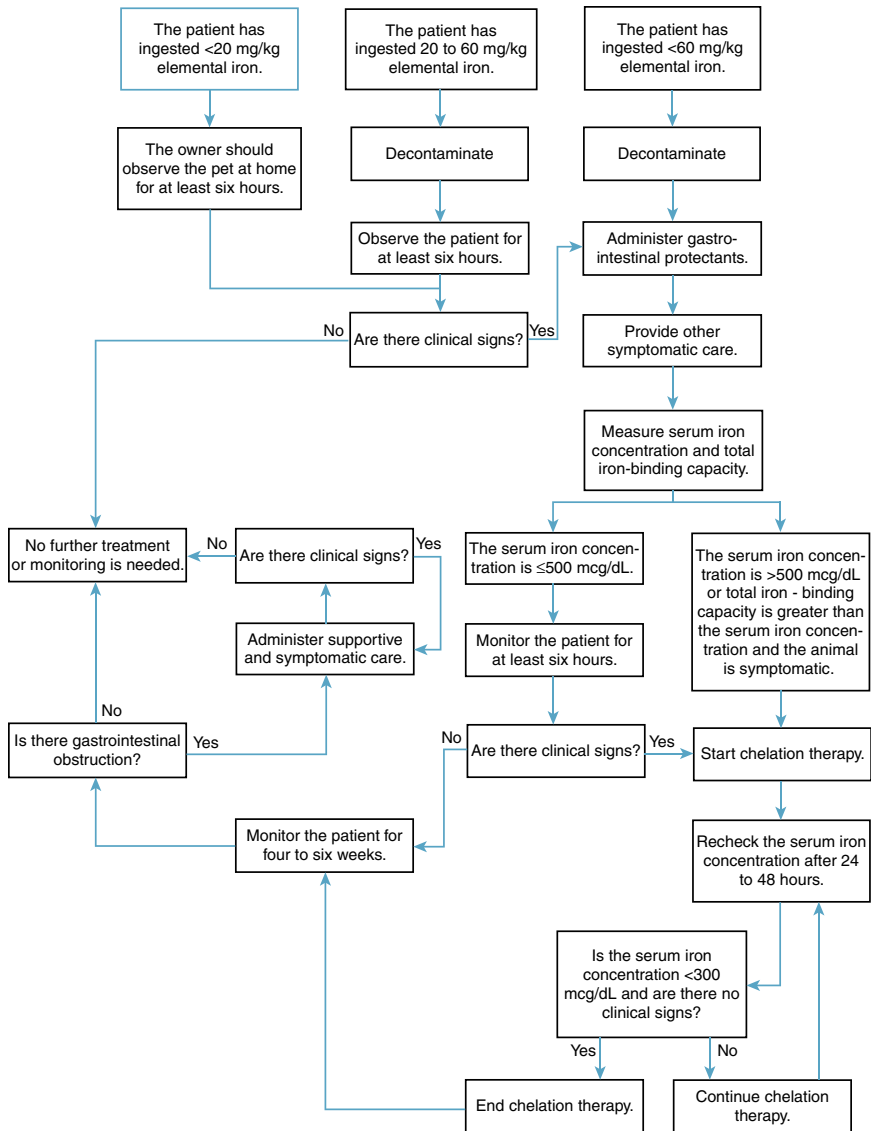 The patient has
ingested <20 mg/kg
elemental iron.
The patient has
ingested 20 to 60 mg/kg
elemental iron.
The patient has
ingested <60 mg/kg
elemental iron.
The owner should
observe the pet at home
for at least six hours.
Decontaminate
Decontaminate
Observe the patient for
at least six hours.
Administer gastro-
intestinal protectants.
No
Are there clinical signs?
Yes
Provide other
symptomatic care.
Measure serum iron
concentration and total
iron-binding capacity.
No further treatment
or monitoring is needed.
No
Are there clinical signs?
Yes
The serum iron concen-
tration is ≤500 mcg/dL.
The serum iron concen-
tration is >500 mcg/dL
or total iron - binding
capacity is greater than
the serum iron concen-
tration and the animal
is symptomatic.
Administer supportive
and symptomatic care.
Monitor the patient for
at least six hours.
No
Is there gastrointestinal
obstruction?
Yes
No
Are there clinical signs?
Yes
Start chelation therapy.
Monitor the patient for
four to six weeks.
Recheck the serum iron
concentration after 24
to 48 hours.
Is the serum iron
concentration <300
mcg/dL and are there no
clinical signs?
Yes
No
End chelation therapy.
Continue chelation
therapy.